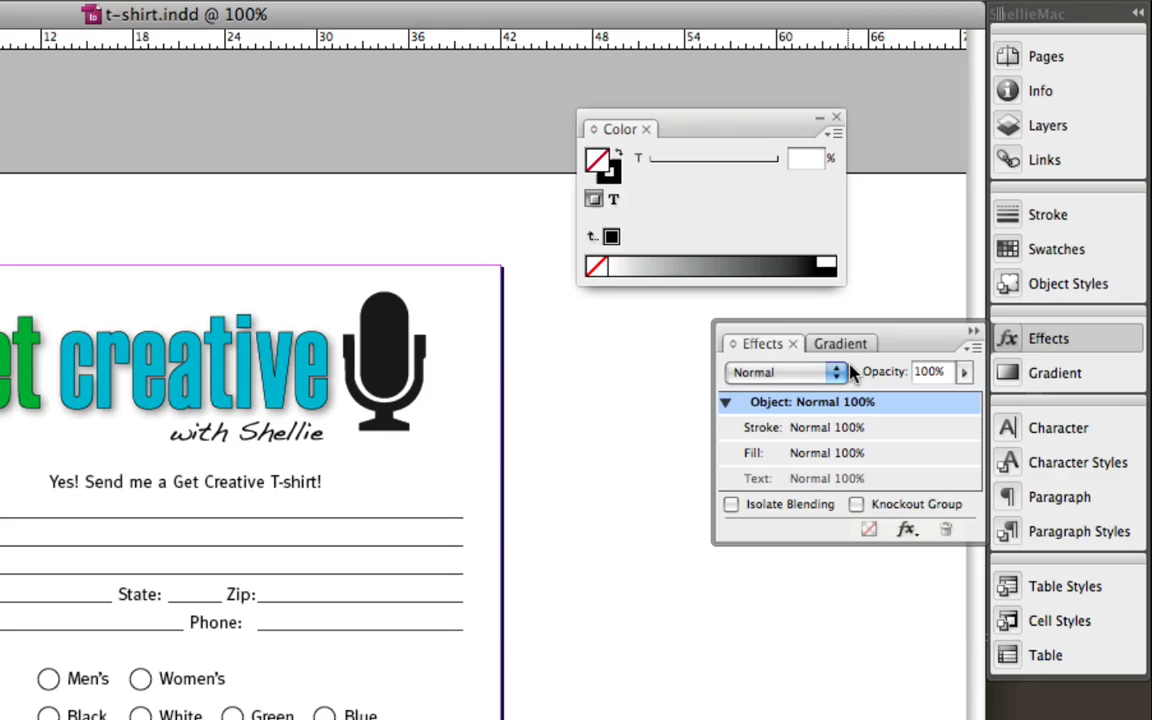 t-shirt.indd @ 100%
ShellieMac
12 18 24 30 36 42 48 54 60 66
Pages
Info
Layers
Links
Stroke
Swatches
Object Styles
Effects
Gradient
Character
Character Styles
Paragraph
Paragraph Styles
Table Styles
Cell Styles
Table
Color
T %
T
t..
Effects Gradient
Normal Opacity: 100%
Object: Normal 100%
Stroke: Normal 100%
Fill: Normal 100%
Text: Normal 100%
Isolate Blending Knockout Group
fx.
et creative
with Shellie
Yes! Send me a Get Creative T-shirt!
State: Zip:
Phone:
Men's Women's
Black White Green Blue